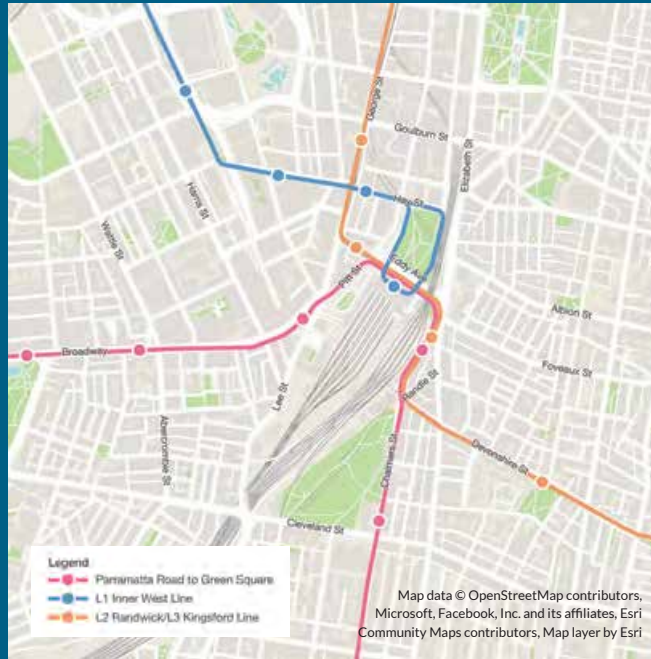 George St
Goulburn St
Elizabeth St
Harris St
Hay St
Wattle St
Eddy Ave
Pitt St
Albion St
Broadway
Foveaux St
Randle St
Lee St
Abercrombie St
Chalmers St
Devonshire St
Cleveland St
Legend
Parramatta Road to Green Square
L1 Inner West Line
L2 Randwick/L3 Kingsford Line
Map data © OpenStreetMap contributors,
Microsoft, Facebook, Inc. and its affiliates, Esri
Community Maps contributors, Map layer by Esri